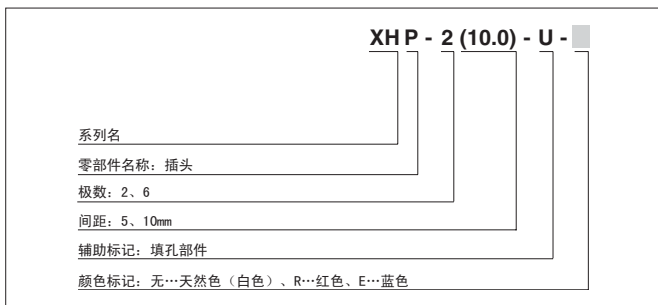 XHP - 2 (10.0) - U -
系列名
零部件名称：插头
极数：2、6
间距：5、10mm
辅助标记：填孔部件
颜色标记：无…天然色（白色）、R…红色、E…蓝色